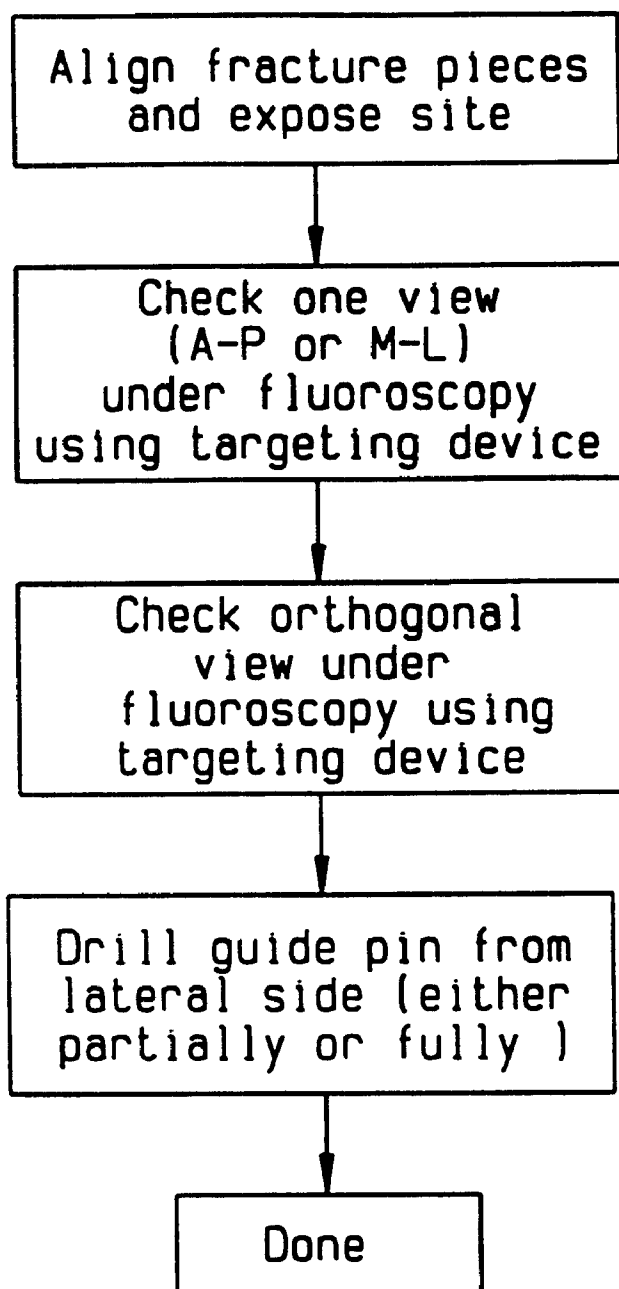 Align fracture pieces
and expose site
Check one view
(A-P or M-L)
under fluoroscopy
using targeting device
Check orthogonal
view under
fluoroscopy using
targeting device
Drill guide pin from
lateral side (either
partially or fully )
Done